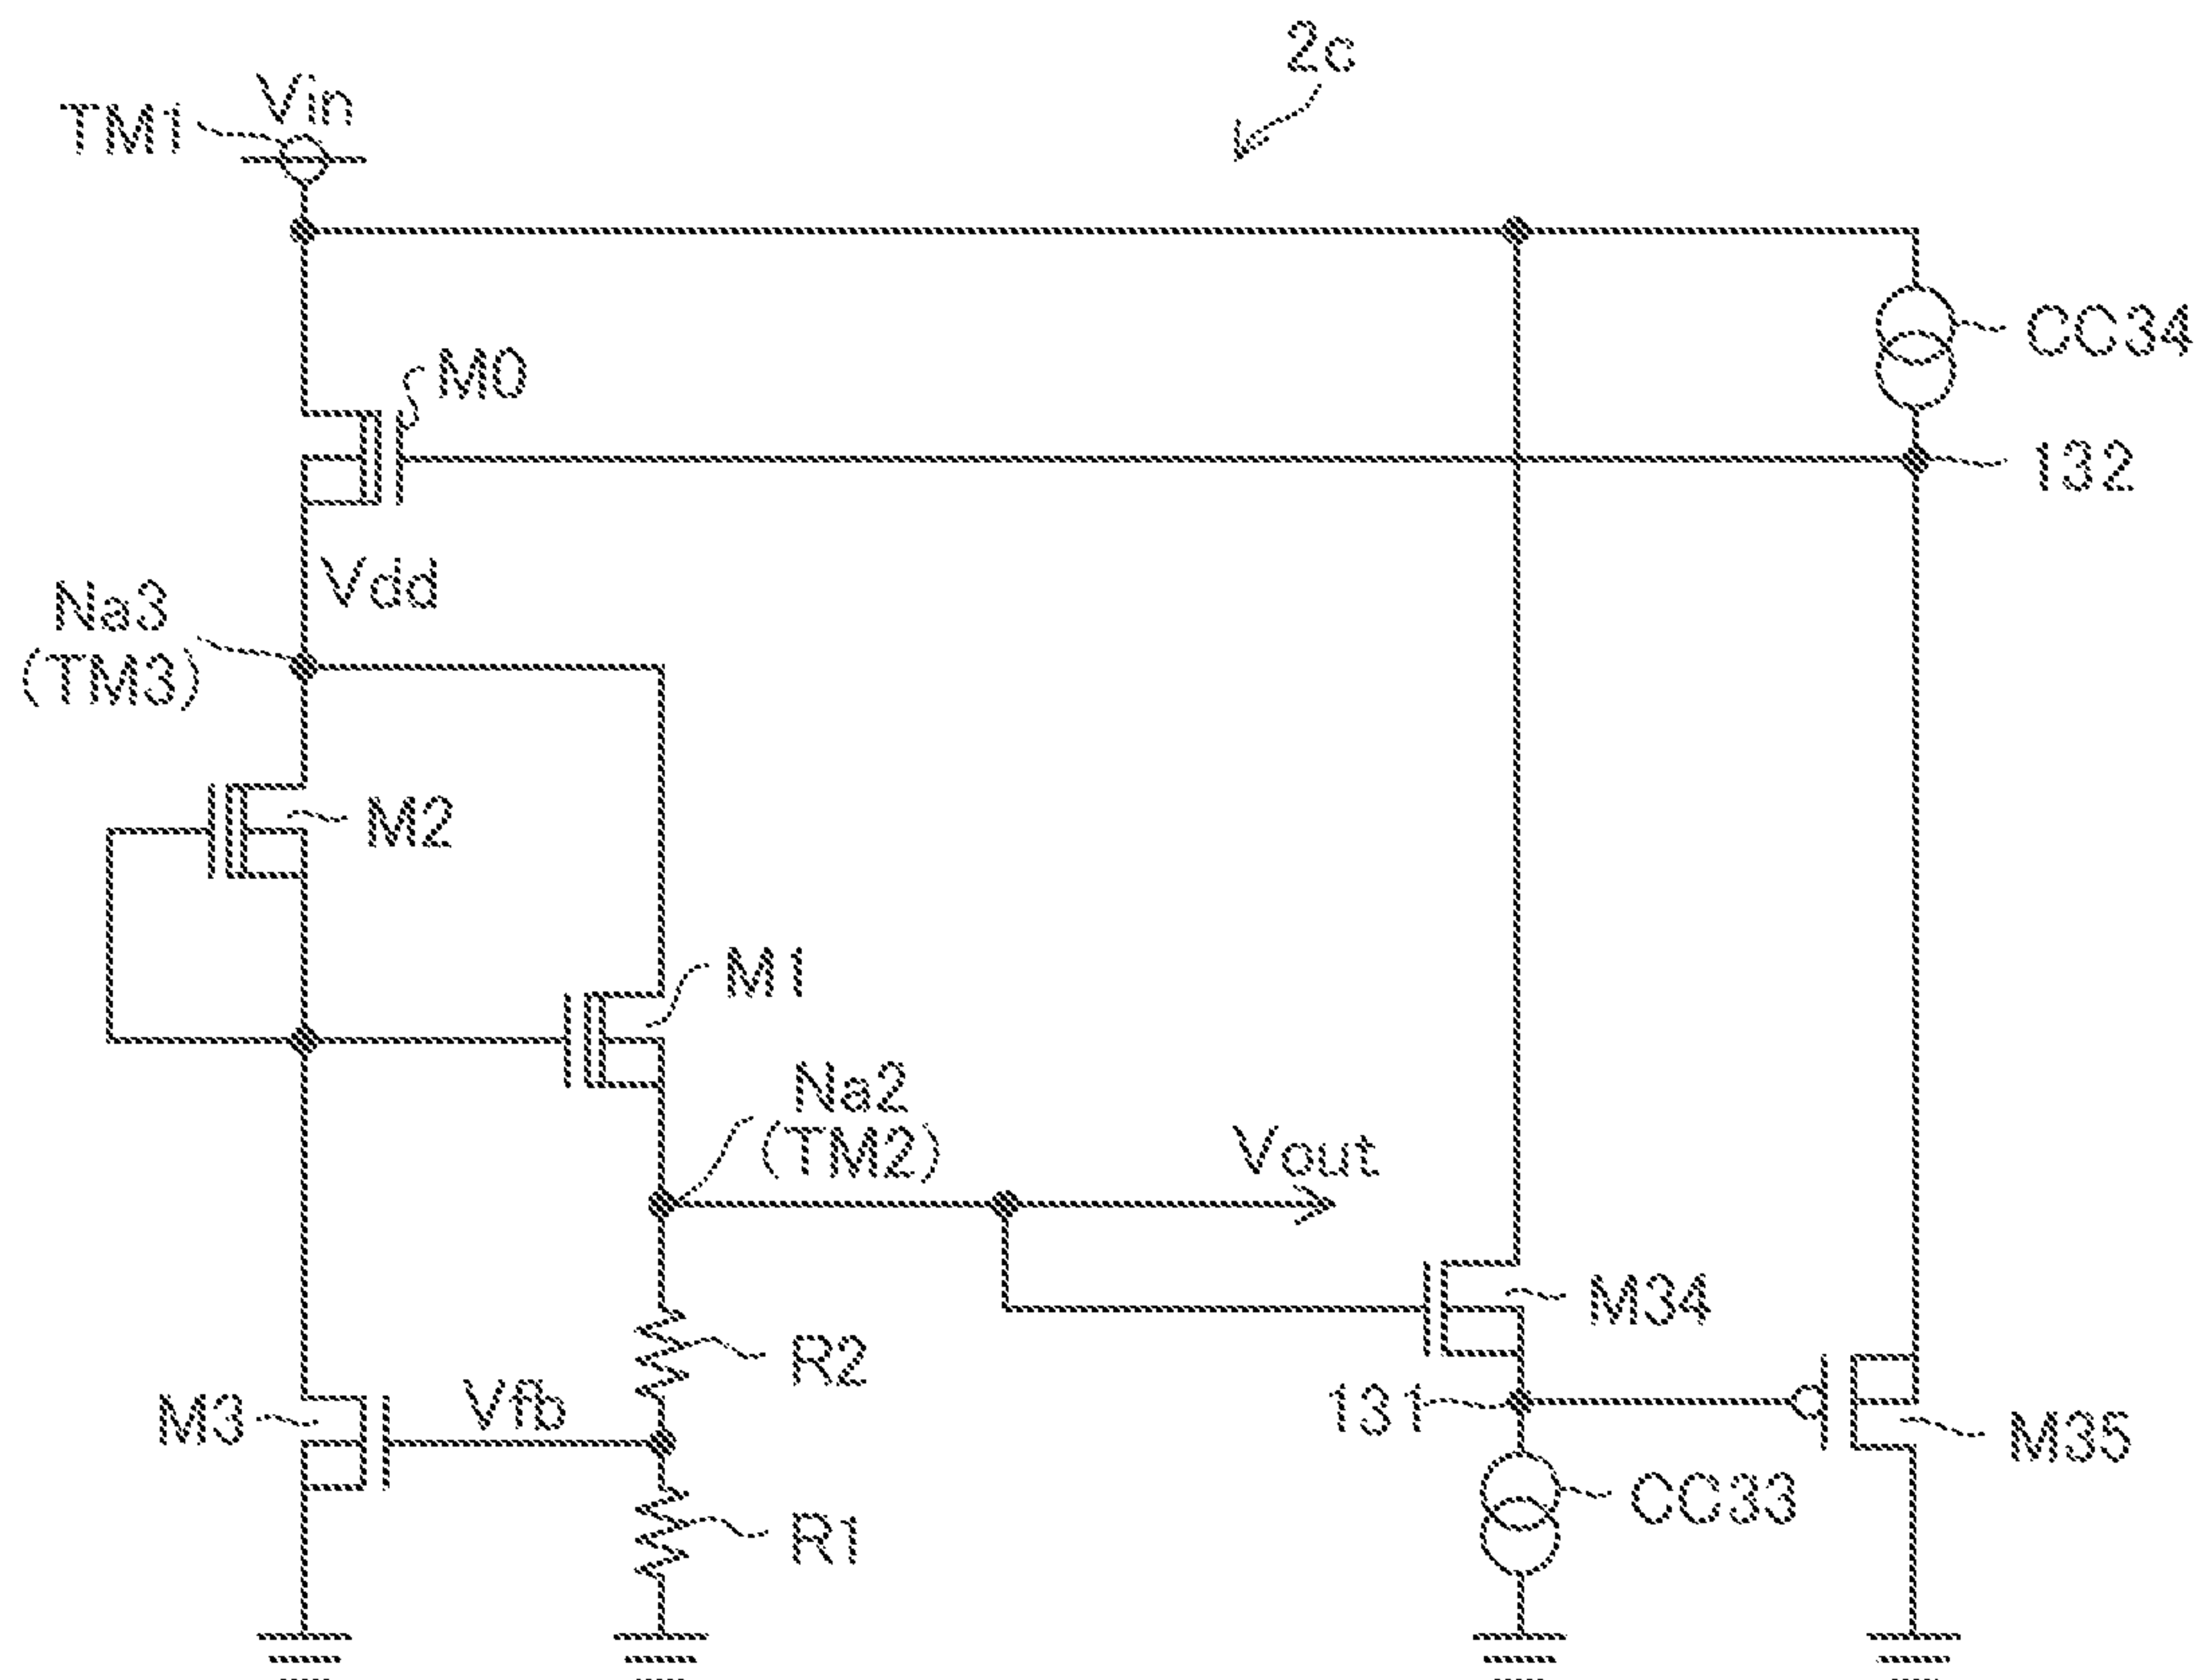 2c
Vin
TM1
CC34
M0
132
Vdd
Na3
(TM3)
M2
M1
Na2
(TM2)
Vout
M34
R2
M3
Vfb
131
M35
CC33
R1